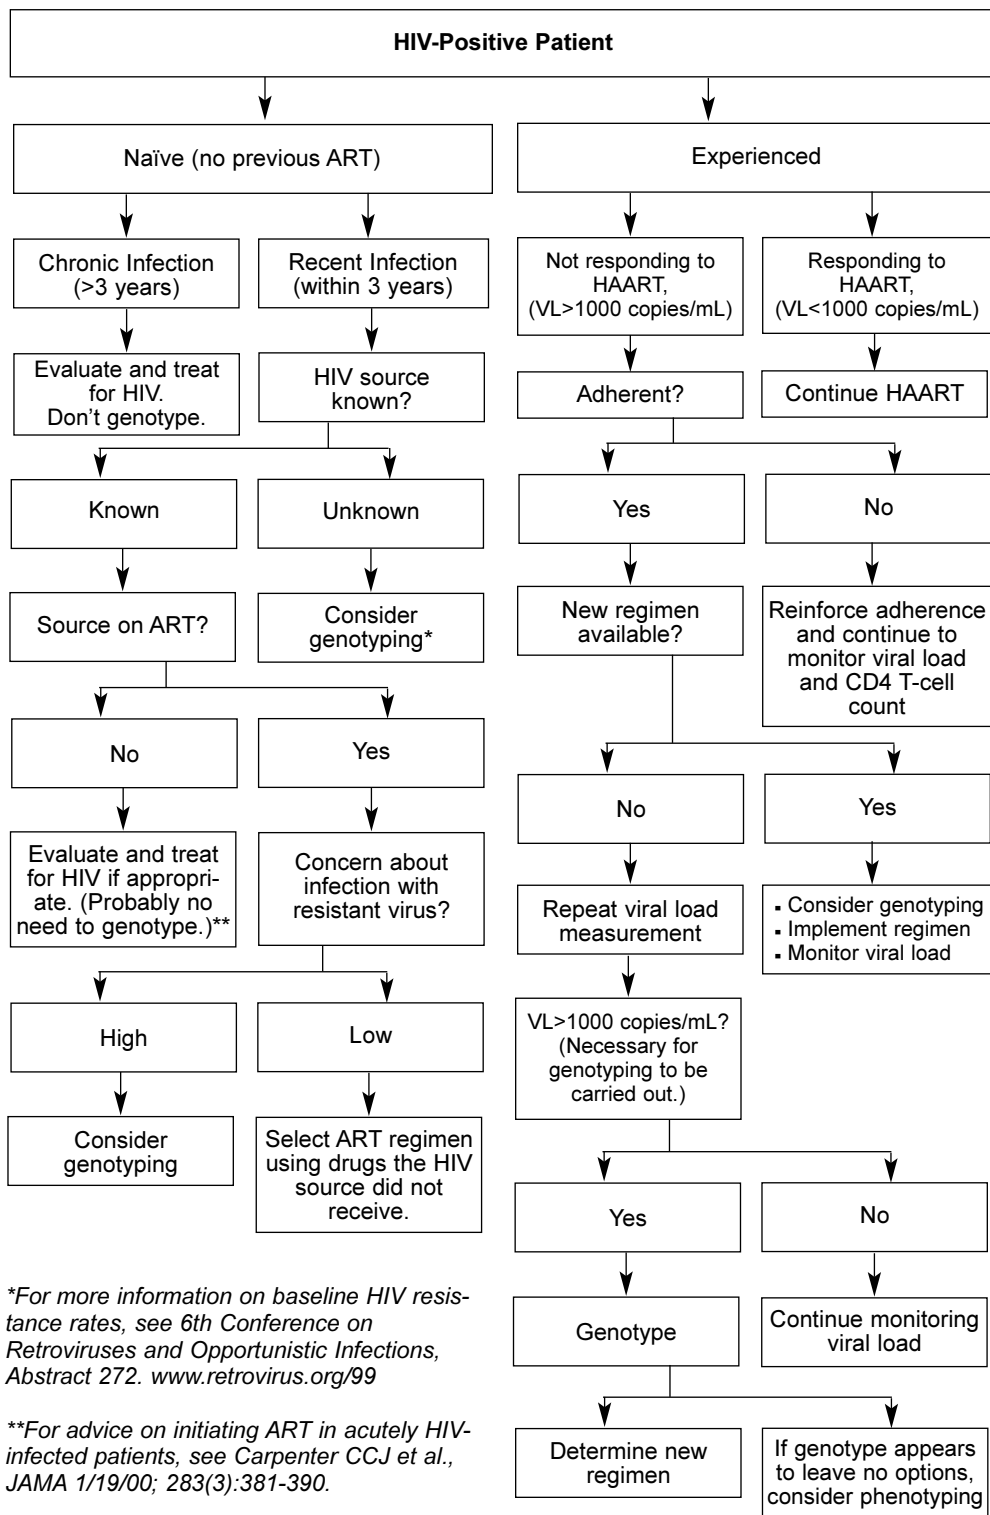 HIV-Positive Patient
Naïve (no previous ART)
Experienced
Chronic Infection
(>3 years)
Recent Infection
(within 3 years)
Not responding to
HAART,
(VL>1000 copies/mL)
Responding to
HAART,
(VL<1000 copies/mL)
Evaluate and treat
for HIV.
Don't genotype.
HIV source
known?
Adherent?
Continue HAART
Known
Unknown
Yes
No
Source on ART?
Consider
genotyping*
New regimen
available?
Reinforce adherence
and continue to
monitor viral load
and CD4 T-cell
count
No
Yes
No
Yes
Evaluate and treat
for HIV if appropri-
ate. (Probably no
need to genotype.)**
Concern about
infection with
resistant virus?
Repeat viral load
measurement
▪ Consider genotyping
▪ Implement regimen
▪ Monitor viral load
High
Low
VL>1000 copies/mL?
(Necessary for
genotyping to be
carried out.)
Consider
genotyping
Select ART regimen
using drugs the HIV
source did not
receive.
Yes
No
Genotype
Continue monitoring
viral load
Determine new
regimen
If genotype appears
to leave no options,
consider phenotyping
*For more information on baseline HIV resis-
tance rates, see 6th Conference on
Retroviruses and Opportunistic Infections,
Abstract 272. www.retrovirus.org/99
**For advice on initiating ART in acutely HIV-
infected patients, see Carpenter CCJ et al.,
JAMA 1/19/00; 283(3):381-390.